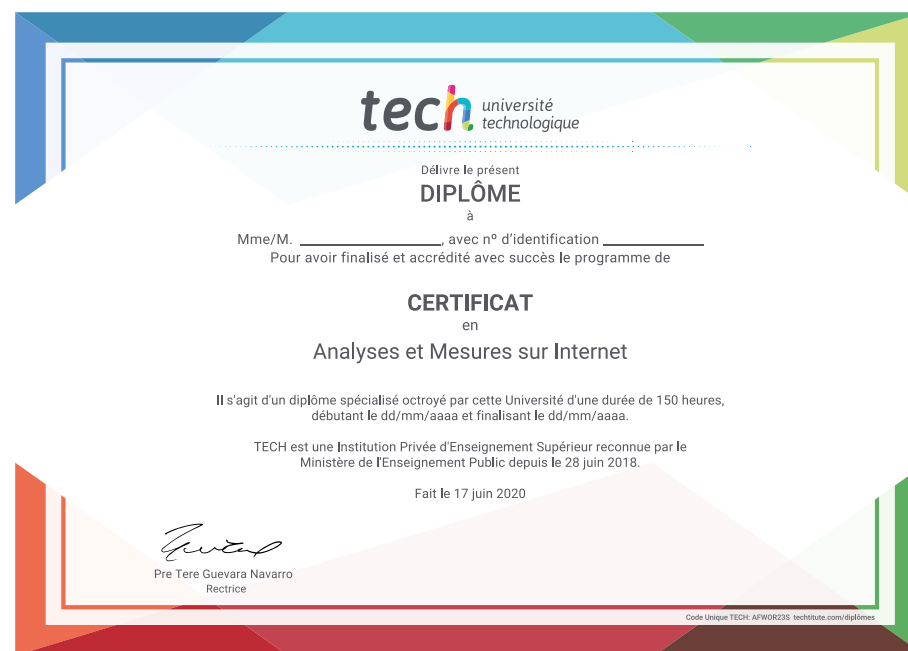 tech université
technologique
Délivre le présent
DIPLÔME
à
Mme/M. ____________________, avec nº d'identification ______________
Pour avoir finalisé et accrédité avec succès le programme de
CERTIFICAT
en
Analyses et Mesures sur Internet
Il s'agit d'un diplôme spécialisé octroyé par cette Université d'une durée de 150 heures,
débutant le dd/mm/aaaa et finalisant le dd/mm/aaaa.
TECH est une Institution Privée d'Enseignement Supérieur reconnue par le
Ministère de l'Enseignement Public depuis le 28 juin 2018.
Fait le 17 juin 2020
Pre Tere Guevara Navarro
Rectrice
Code Unique TECH: AFWOR23S techtitute.com/diplômes